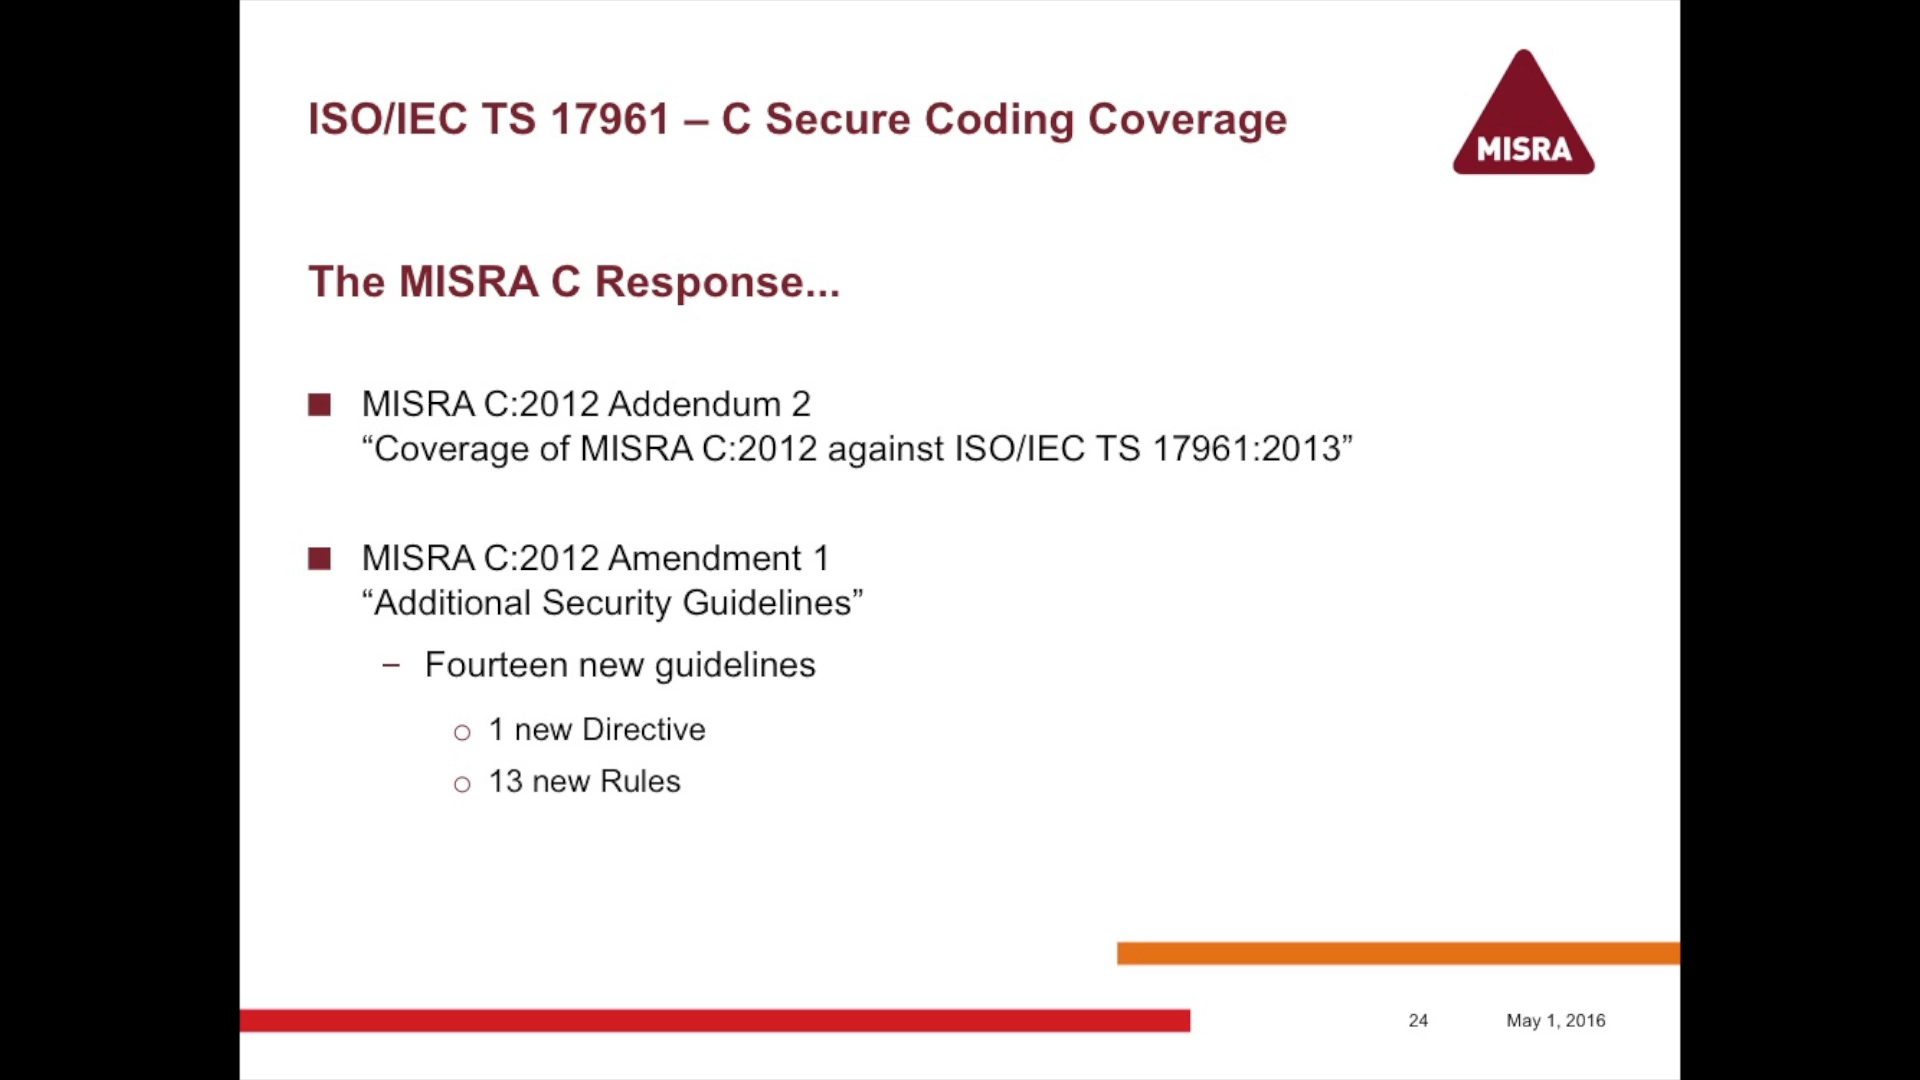 ISO/IEC TS 17961 – C Secure Coding Coverage
MISRA
The MISRA C Response...
MISRA C:2012 Addendum 2
“Coverage of MISRA C:2012 against ISO/IEC TS 17961:2013”
MISRA C:2012 Amendment 1
“Additional Security Guidelines”
– Fourteen new guidelines
1 new Directive
13 new Rules
24 May 1, 2016